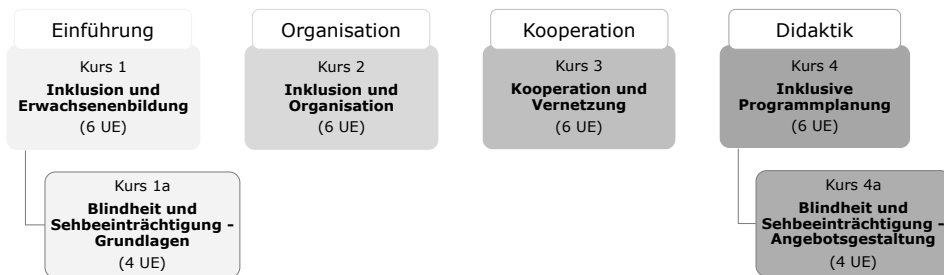 Einführung
Kurs 1
Inklusion und
Erwachsenenbildung
(6 UE)
Kurs 1a
Blindheit und
Sehbeeinträchtigung -
Grundlagen
(4 UE)
Organisation
Kurs 2
Inklusion und
Organisation
(6 UE)
Kooperation
Kurs 3
Kooperation und
Vernetzung
(6 UE)
Didaktik
Kurs 4
Inklusive
Programmplanung
(6 UE)
Kurs 4a
Blindheit und
Sehbeeinträchtigung -
Angebotsgestaltung
(4 UE)